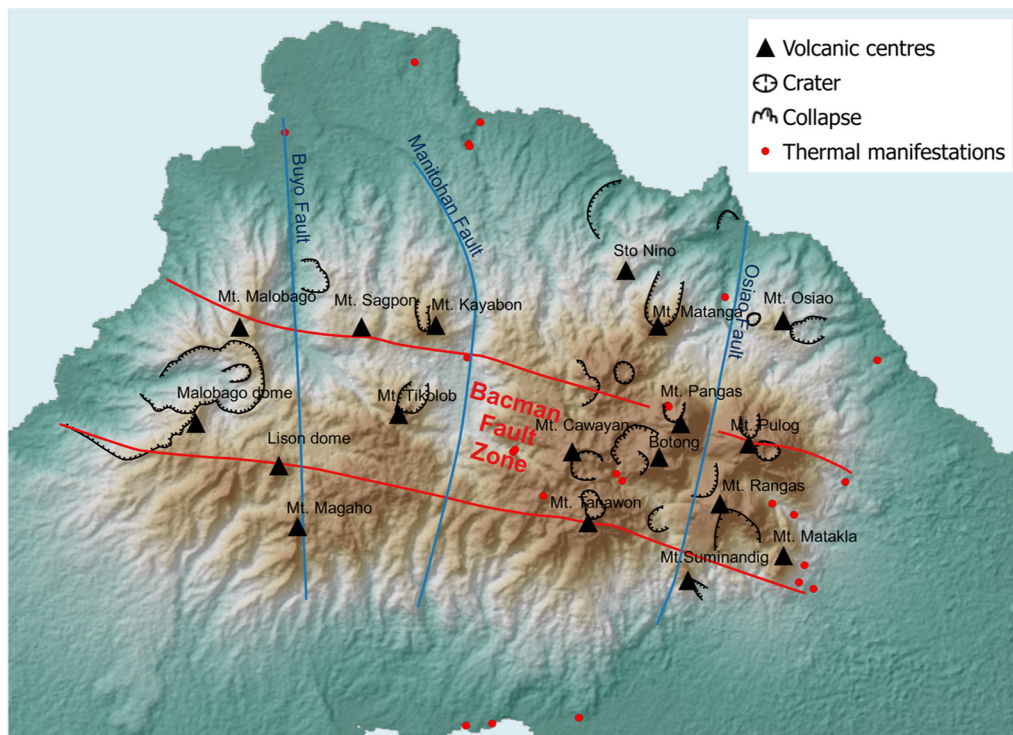 Volcanic centres
Crater
Collapse
Thermal manifestations
Buyo Fault
Manitohan Fault
Osiao Fault
Sto Nino
Mt. Malobago
Mt. Sagpon
Mt. Kayabon
Mt. Matanga
Mt. Osiao
Malobago dome
Mt. Tikolob
Bacman
Fault
Zone
Mt. Pangas
Mt. Cawayan
Botong
Mt. Pulog
Lison dome
Mt. Rangas
Mt. Magaho
Mt. Tanawon
Mt. Matakla
Mt.Suminandig